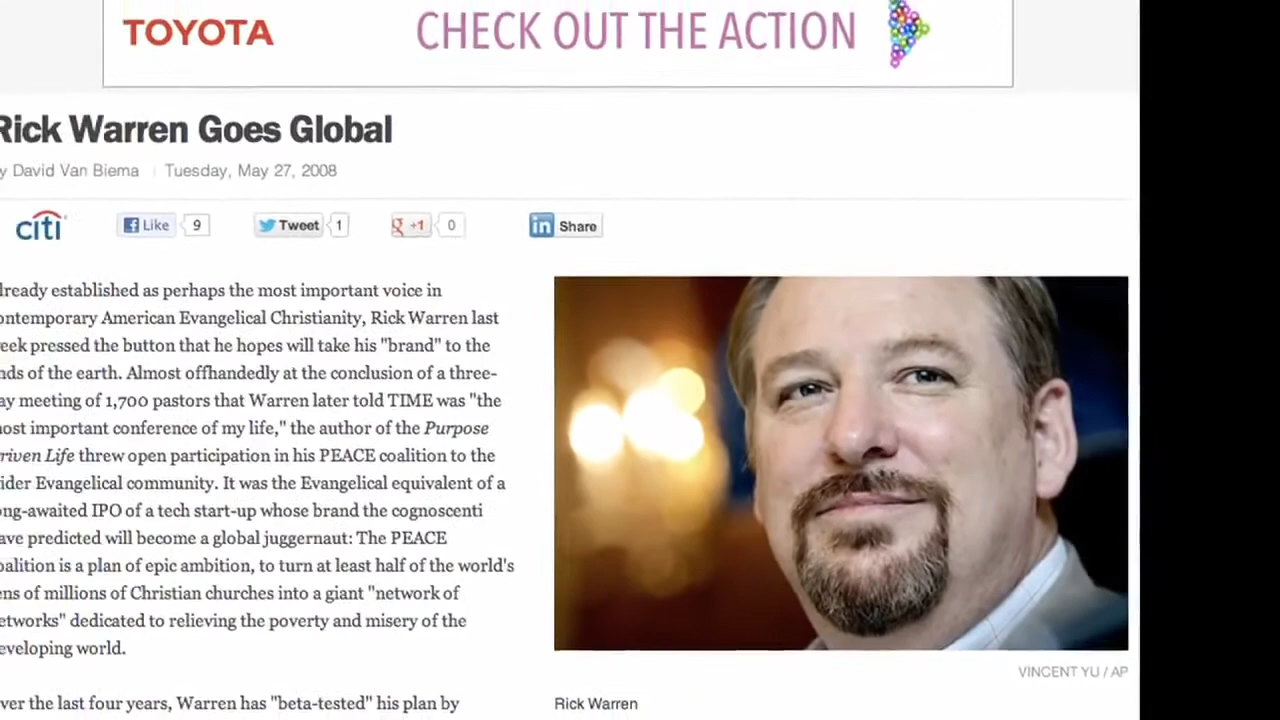 TOYOTA
CHECK OUT THE ACTION
Rick Warren Goes Global
y David Van Biema | Tuesday, May 27, 2008
citi Like 9 Tweet 1 +1 0 in Share
lready established as perhaps the most important voice in
ontemporary American Evangelical Christianity, Rick Warren last
eek pressed the button that he hopes will take his "brand" to the
nds of the earth. Almost offhandedly at the conclusion of a three-
ay meeting of 1,700 pastors that Warren later told TIME was "the
nost important conference of my life," the author of the Purpose
riven Life threw open participation in his PEACE coalition to the
ider Evangelical community. It was the Evangelical equivalent of a
ong-awaited IPO of a tech start-up whose brand the cognoscenti
ave predicted will become a global juggernaut: The PEACE
oalition is a plan of epic ambition, to turn at least half of the world's
ens of millions of Christian churches into a giant "network of
etworks" dedicated to relieving the poverty and misery of the
eveloping world.
VINCENT YU / AP
ver the last four years, Warren has "beta-tested" his plan by
Rick Warren